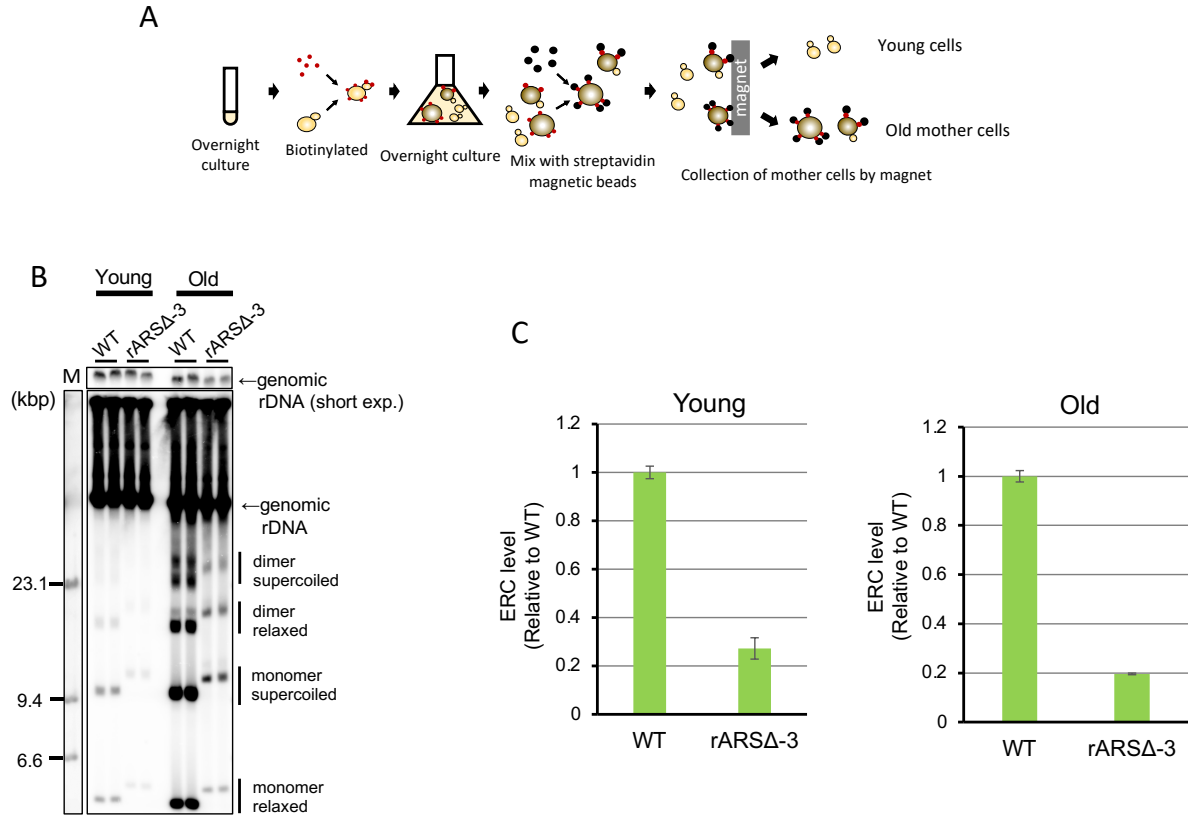 A
Overnight
culture
Biotinylated
Overnight culture
Mix with streptavidin
magnetic beads
magnet
Collection of mother cells by magnet
Young cells
Old mother cells
B
Young
Old
WT
rARSΔ-3
WT
rARSΔ-3
M
(kbp)
←genomic
rDNA (short exp.)
←genomic
rDNA
dimer
supercoiled
23.1
dimer
relaxed
monomer
supercoiled
9.4
6.6
monomer
relaxed
C
Young
ERC level
(Relative to WT)
1.2
1
0.8
0.6
0.4
0.2
0
WT
rARSΔ-3
Old
ERC level
(Relative to WT)
1.2
1
0.8
0.6
0.4
0.2
0
WT
rARSΔ-3